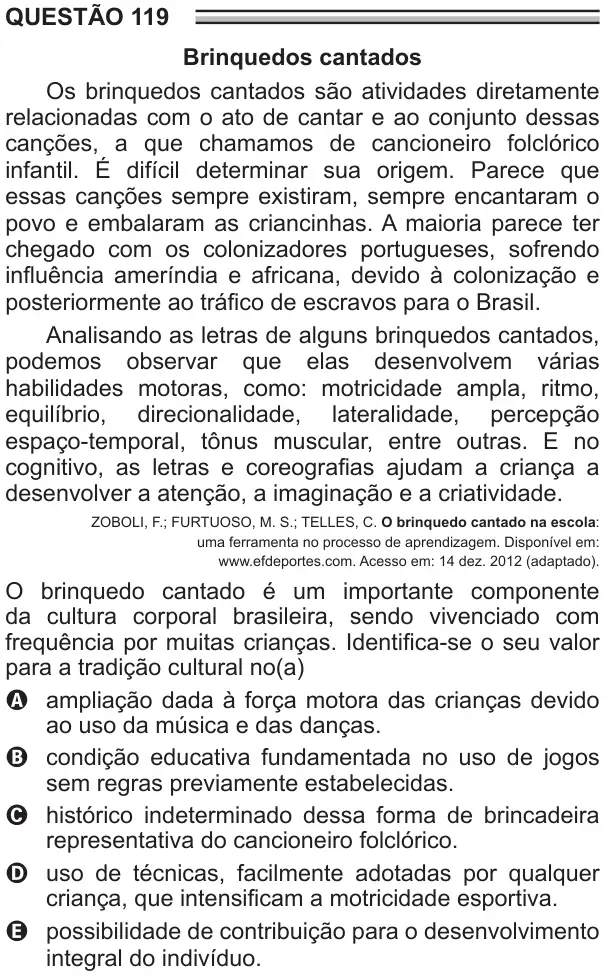 QUESTÃO 119
Brinquedos cantados
Os brinquedos cantados são atividades diretamente
relacionadas com o ato de cantar e ao conjunto dessas
canções, a que chamamos de cancioneiro folclórico
infantil. É difícil determinar sua origem. Parece que
essas canções sempre existiram, sempre encantaram o
povo e embalaram as criancinhas. A maioria parece ter
chegado com os colonizadores portugueses, sofrendo
influência ameríndia e africana, devido à colonização e
posteriormente ao tráfico de escravos para o Brasil.
Analisando as letras de alguns brinquedos cantados,
podemos observar que elas desenvolvem várias
habilidades motoras, como: motricidade ampla, ritmo,
equilíbrio, direcionalidade, lateralidade, percepção
espaço-temporal, tônus muscular, entre outras. E no
cognitivo, as letras e coreografias ajudam a criança a
desenvolver a atenção, a imaginação e a criatividade.
ZOBOLI, F.; FURTUOSO, M. S.; TELLES, C. O brinquedo cantado na escola:
uma ferramenta no processo de aprendizagem. Disponível em:
www.efdeportes.com. Acesso em: 14 dez. 2012 (adaptado).
O brinquedo cantado é um importante componente
da cultura corporal brasileira, sendo vivenciado com
frequência por muitas crianças. Identifica-se o seu valor
para a tradição cultural no(a)
A ampliação dada à força motora das crianças devido
ao uso da música e das danças.
B condição educativa fundamentada no uso de jogos
sem regras previamente estabelecidas.
C histórico indeterminado dessa forma de brincadeira
representativa do cancioneiro folclórico.
D uso de técnicas, facilmente adotadas por qualquer
criança, que intensificam a motricidade esportiva.
E possibilidade de contribuição para o desenvolvimento
integral do indivíduo.